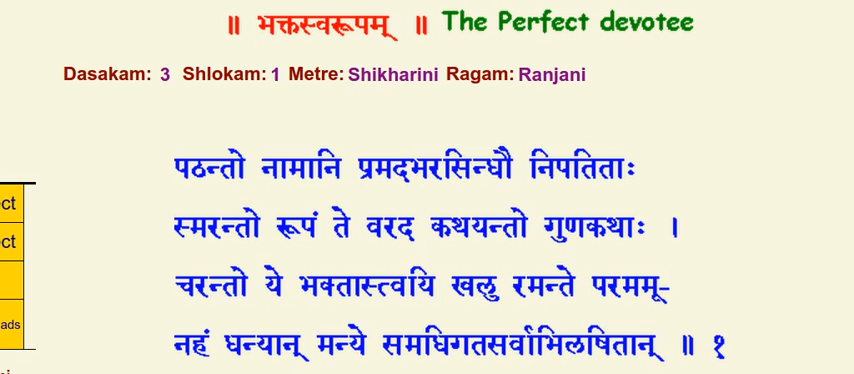 ॥ भक्तस्वरूपम् ॥ The Perfect devotee
Dasakam: 3 Shlokam: 1 Metre: Shikharini Ragam: Ranjani
पठन्तो नामानि प्रमदभरसिन्धौ निपतिताः
स्मरन्तो रूपं ते वरद कथयन्तो गुणकथाः ।
चरन्तो ये भक्तास्त्वयि खलु रमन्ते परममू-
नहं धन्यान् मन्ये समधिगतसर्वाभिलषितान् ॥ १
ct
ct
ads